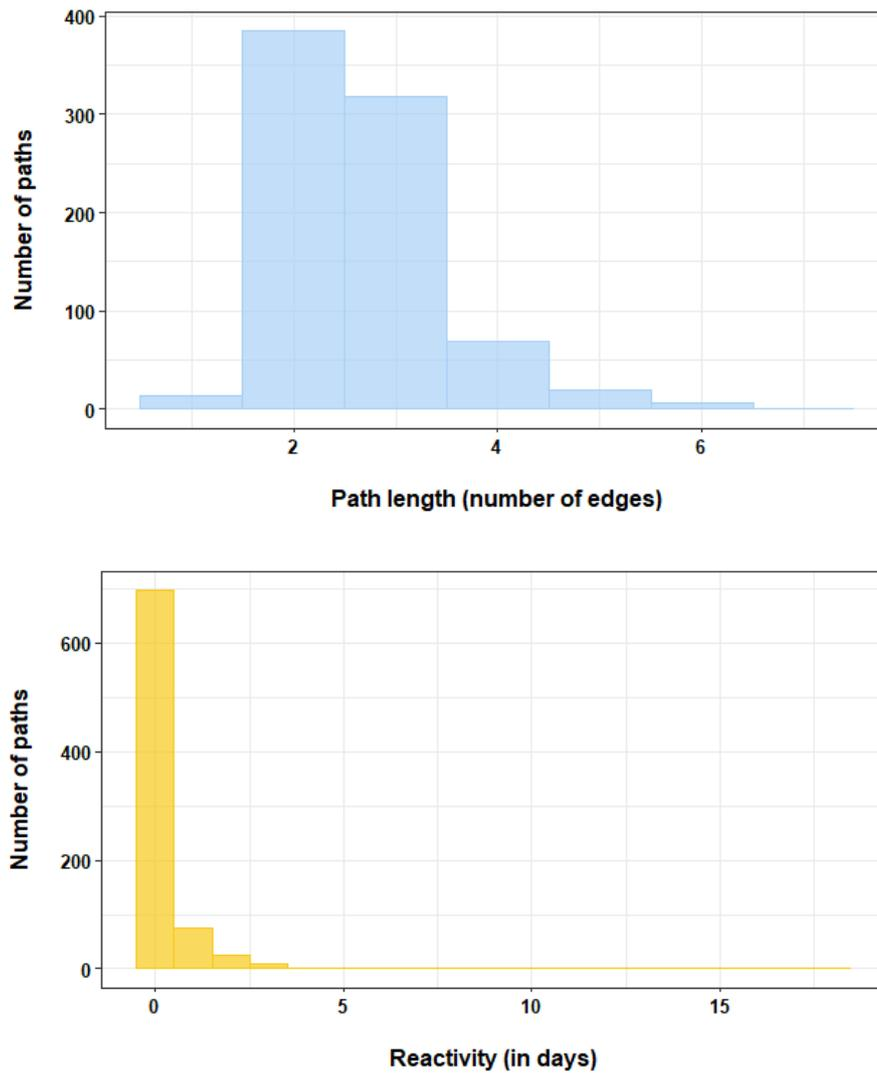 400
300
200
100
0
Number of paths
2 4 6
Path length (number of edges)
600
400
200
0
Number of paths
0 5 10 15
Reactivity (in days)